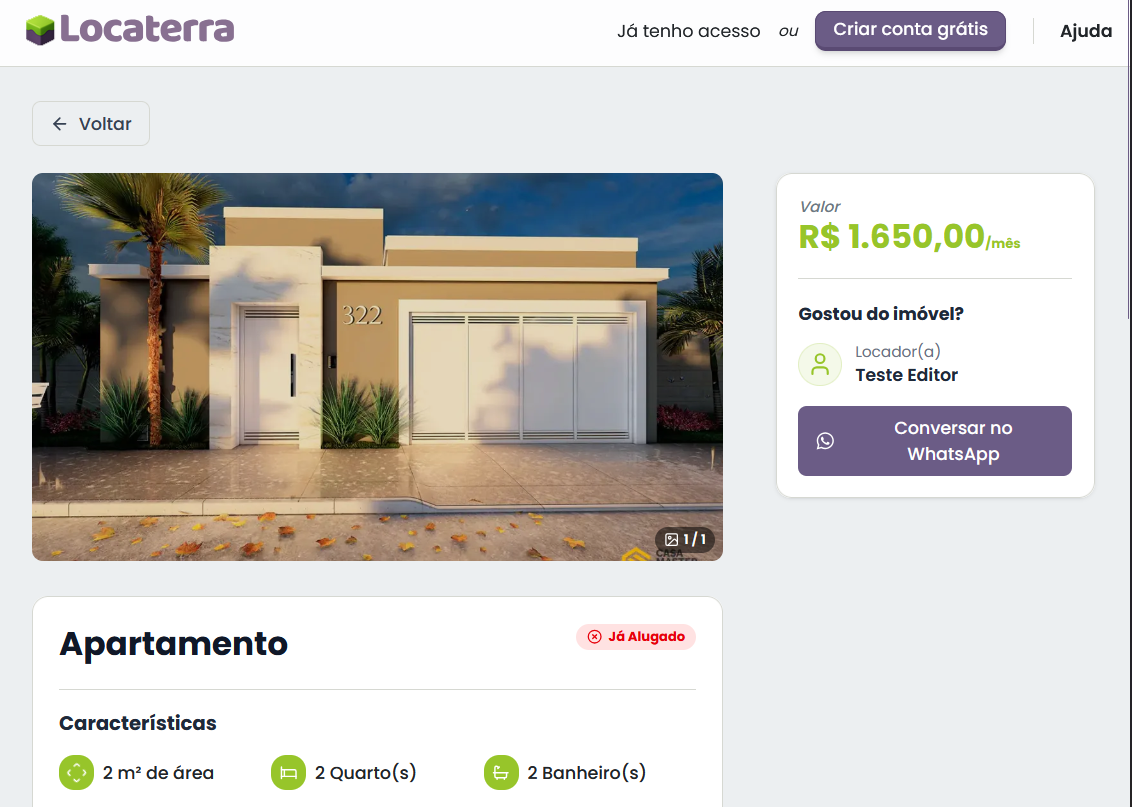 Locaterra
Já tenho acesso ou Criar conta grátis Ajuda
Voltar
322
1 / 1
CASA
MASTER
Valor
R$ 1.650,00/mês
Gostou do imóvel?
Locador(a)
Teste Editor
Conversar no
WhatsApp
Apartamento
Já Alugado
Características
2 m² de área
2 Quarto(s)
2 Banheiro(s)